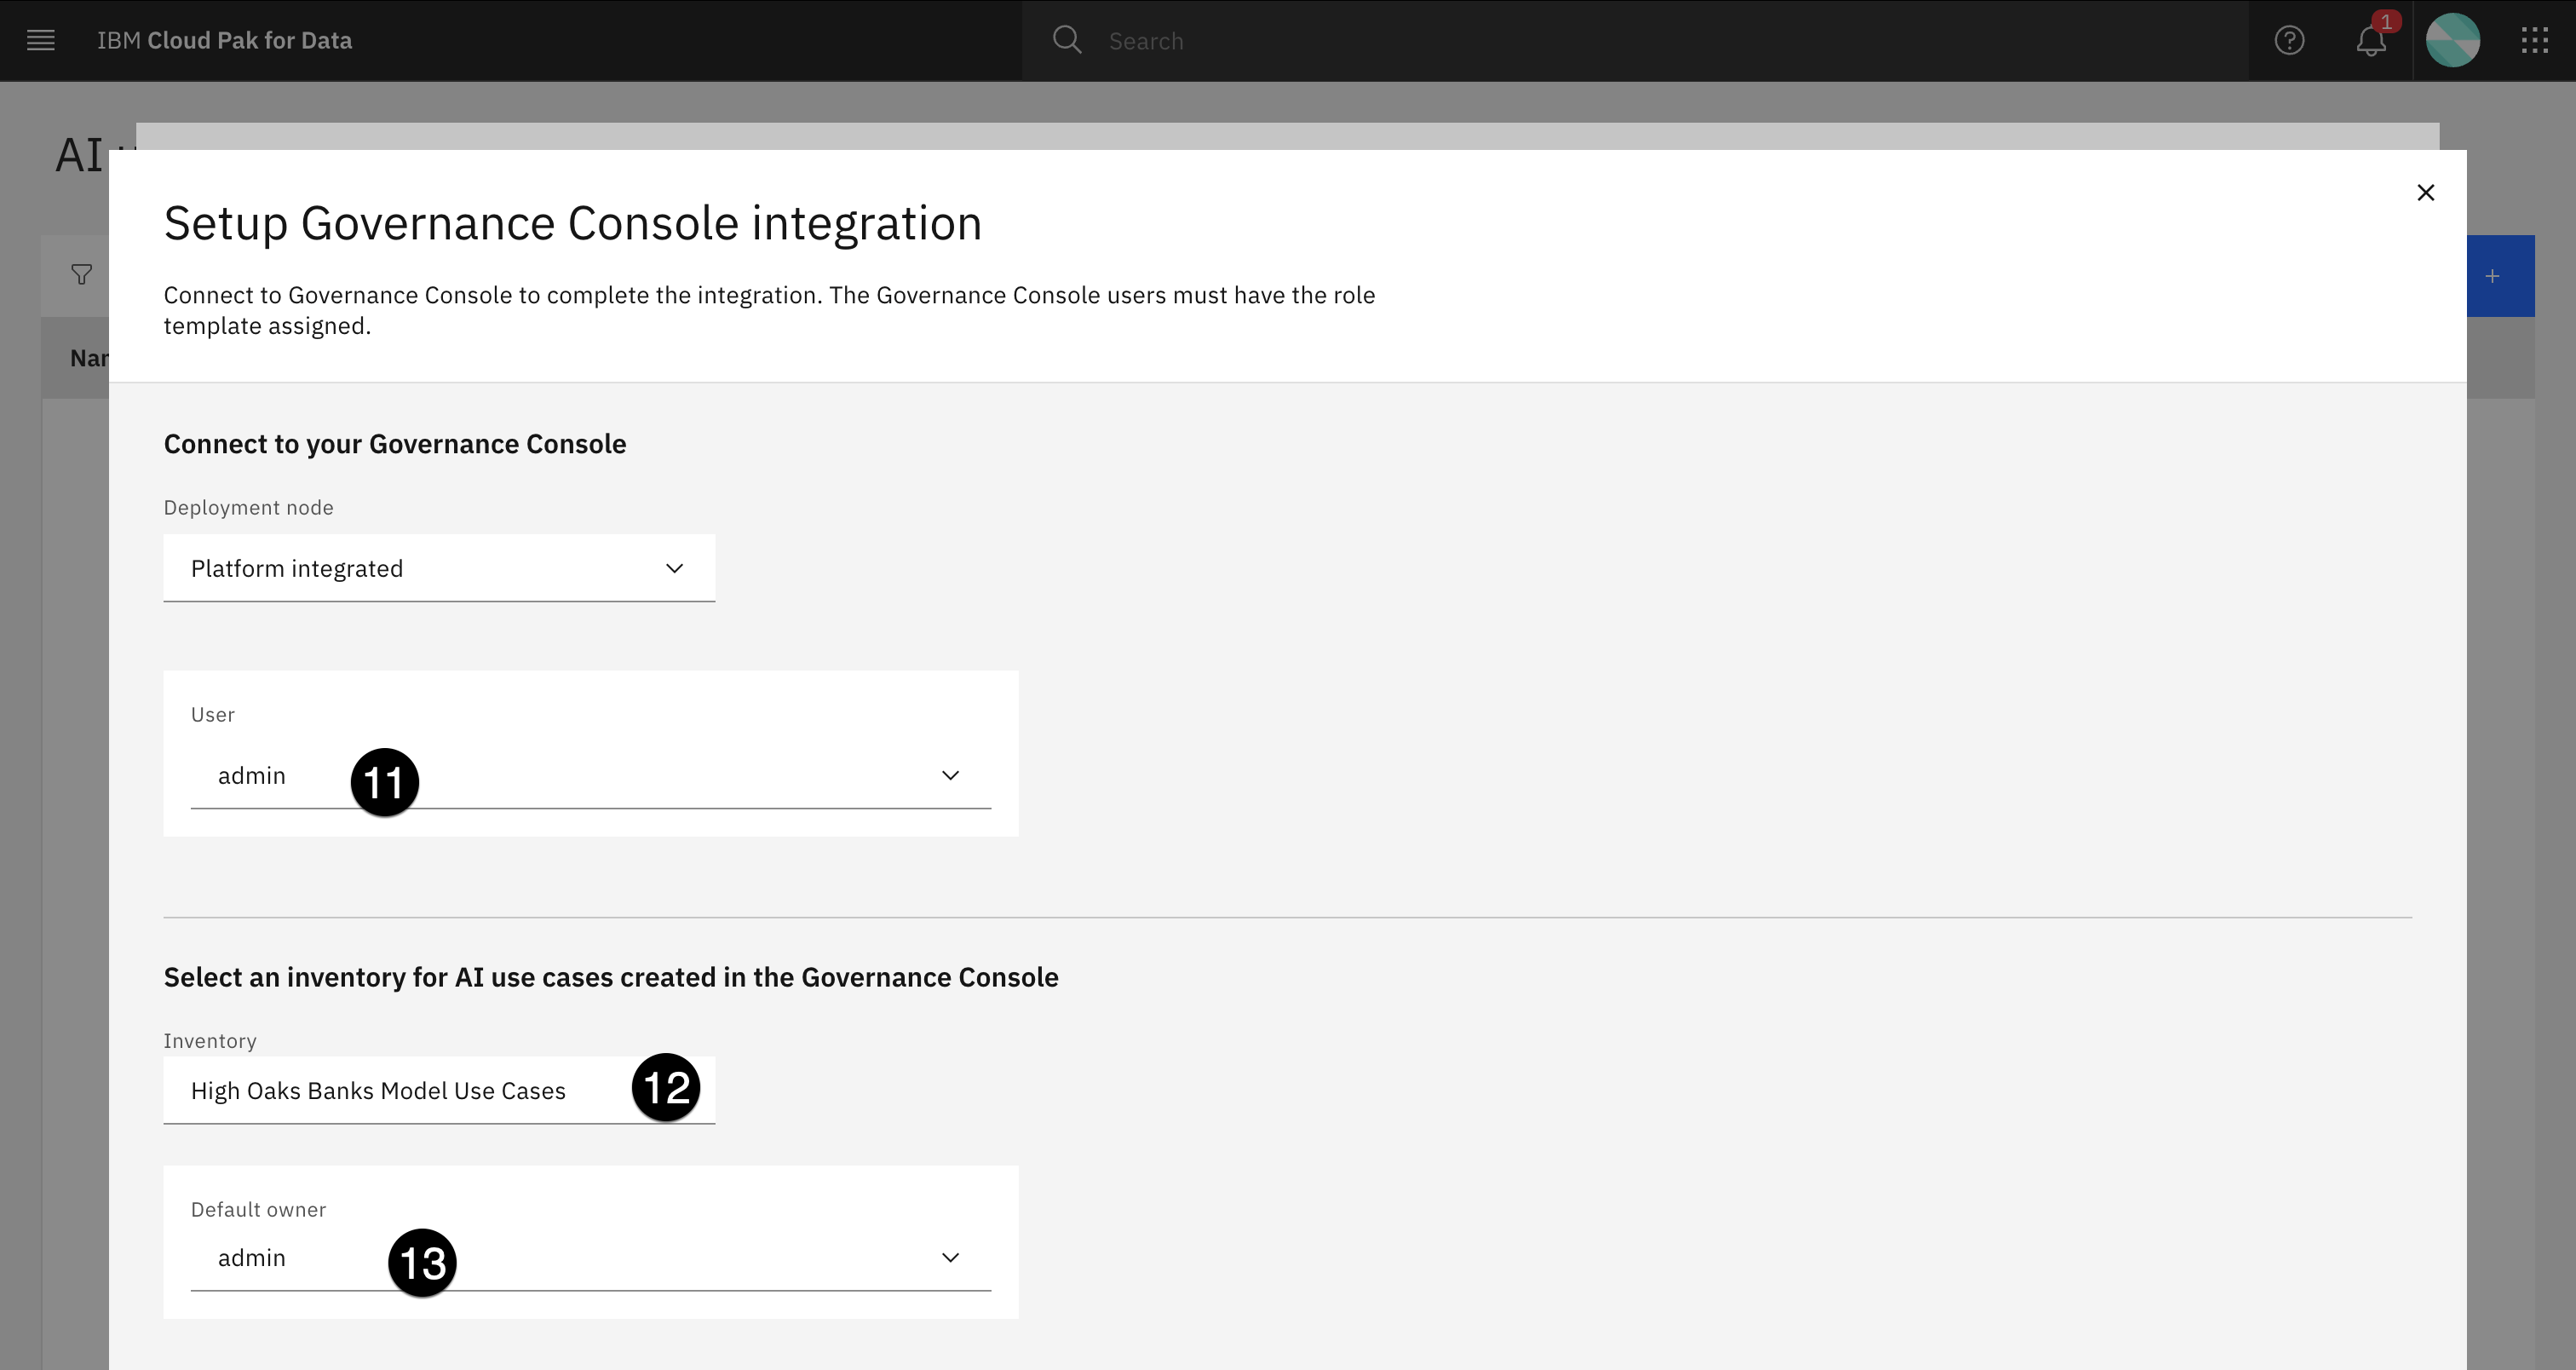 IBM Cloud Pak for Data
Search
1
AI
Setup Governance Console integration
Connect to Governance Console to complete the integration. The Governance Console users must have the role
template assigned.
Connect to your Governance Console
Deployment node
Platform integrated
User
admin
11
Select an inventory for AI use cases created in the Governance Console
Inventory
High Oaks Banks Model Use Cases
12
Default owner
admin
13